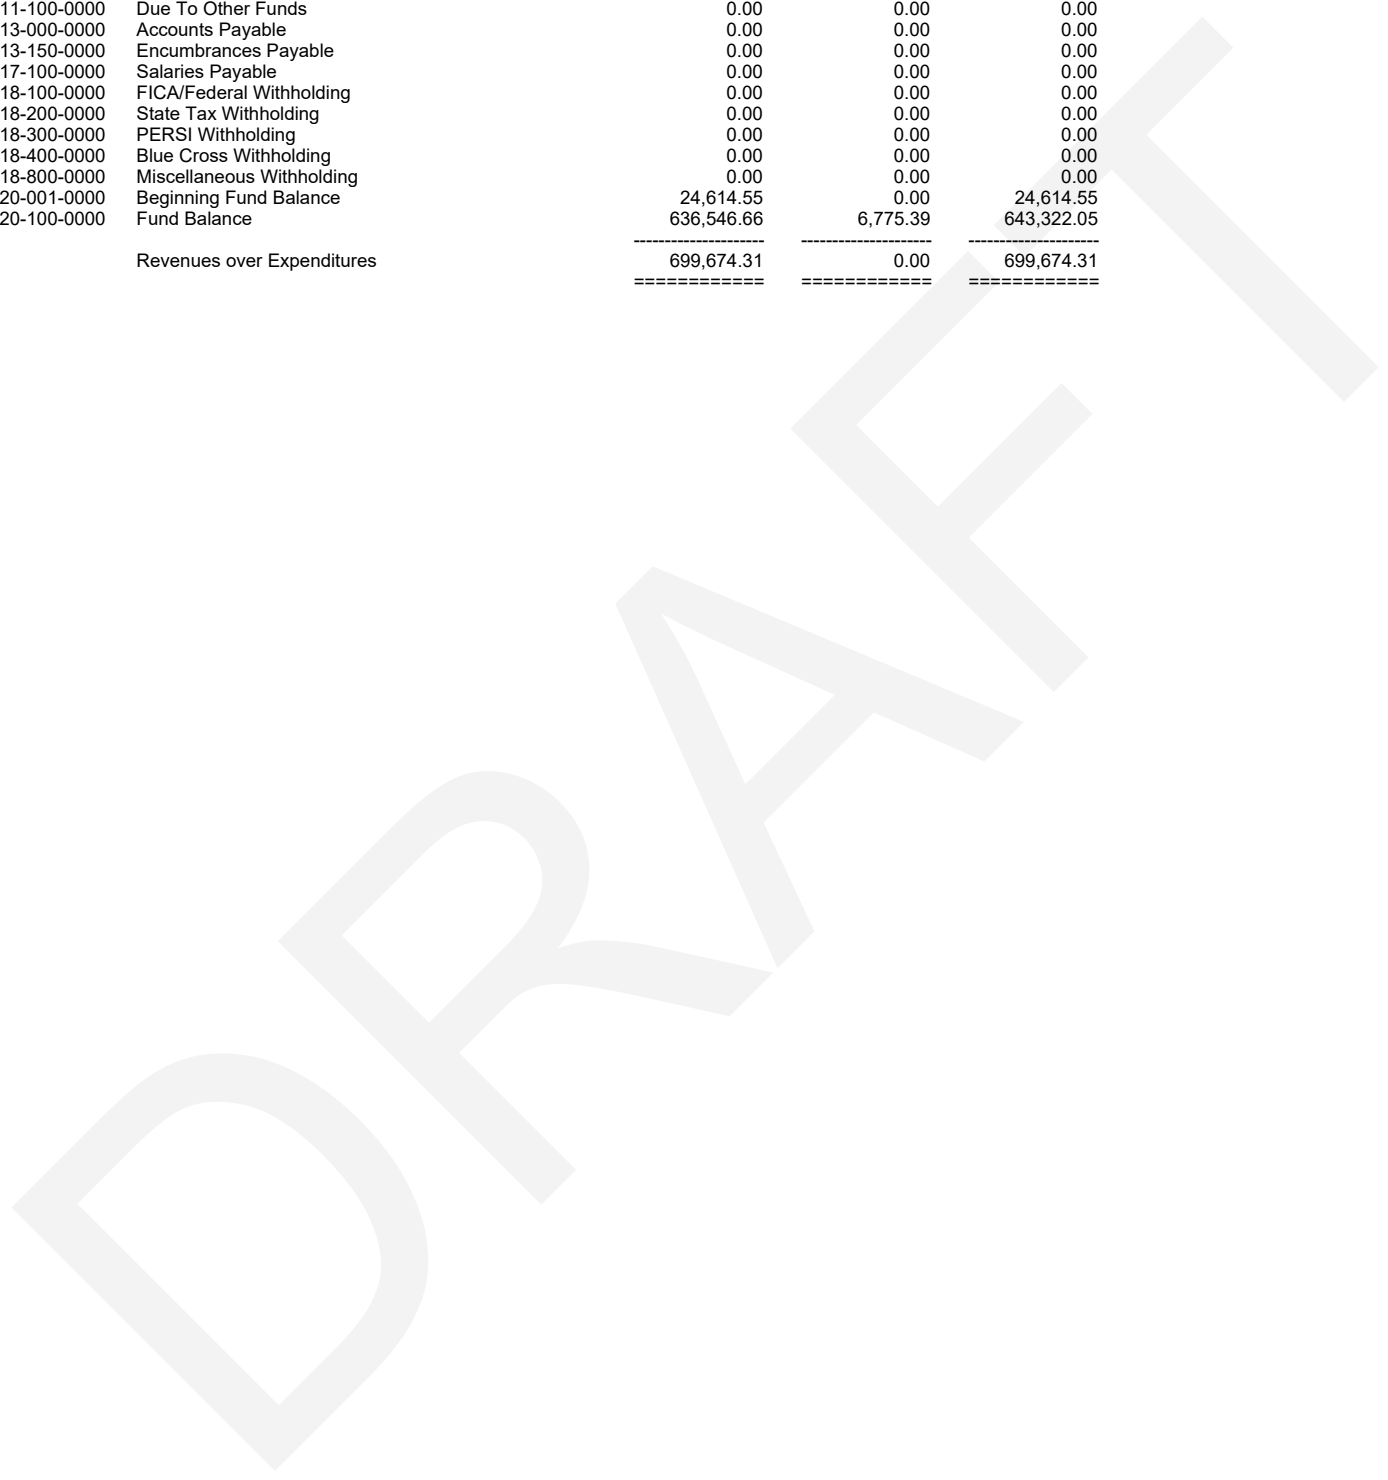 11-100-0000 Due To Other Funds 0.00 0.00 0.00
13-000-0000 Accounts Payable 0.00 0.00 0.00
13-150-0000 Encumbrances Payable 0.00 0.00 0.00
17-100-0000 Salaries Payable 0.00 0.00 0.00
18-100-0000 FICA/Federal Withholding 0.00 0.00 0.00
18-200-0000 State Tax Withholding 0.00 0.00 0.00
18-300-0000 PERSI Withholding 0.00 0.00 0.00
18-400-0000 Blue Cross Withholding 0.00 0.00 0.00
18-800-0000 Miscellaneous Withholding 0.00 0.00 0.00
20-001-0000 Beginning Fund Balance 24,614.55 0.00 24,614.55
20-100-0000 Fund Balance 636,546.66 6,775.39 643,322.05
--------------------- --------------------- ---------------------
Revenues over Expenditures 699,674.31 0.00 699,674.31
============ ============ ============
DRAFT